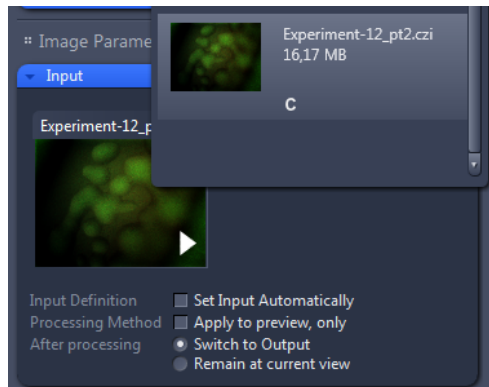 Image Parame
Input
Experiment-12_pt2.czi
16,17 MB
C
Experiment-12_p
Input Definition Set Input Automatically
Processing Method Apply to preview, only
After processing Switch to Output
Remain at current view